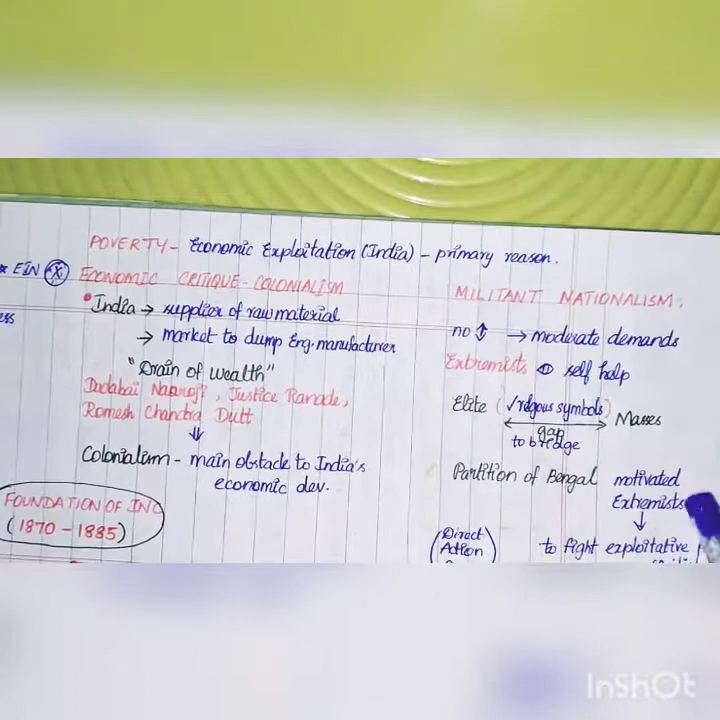 POVERTY - Economic Exploitation (India) - primary reason.
* EIN (X) ECONOMIC CRITIQUE - COLONIALISM
• India → supplier of raw material
→ market to dump Eng. manufacturer
"Drain of wealth"
Dadabai Naoroji, Justice Ranade,
Romesh Chandra Dutt
↓
Colonialism - main obstacle to India's
economic dev.
FOUNDATION OF INC
(1870 - 1885)
MILITANT NATIONALISM.
no ↕ → moderate demands
Extremists self help
Elite (√religous symbols) Masses
gap
to bridge
Partition of Bengal motivated
Extremists
↓
(Direct
Action)
to fight exploitative
InShOt